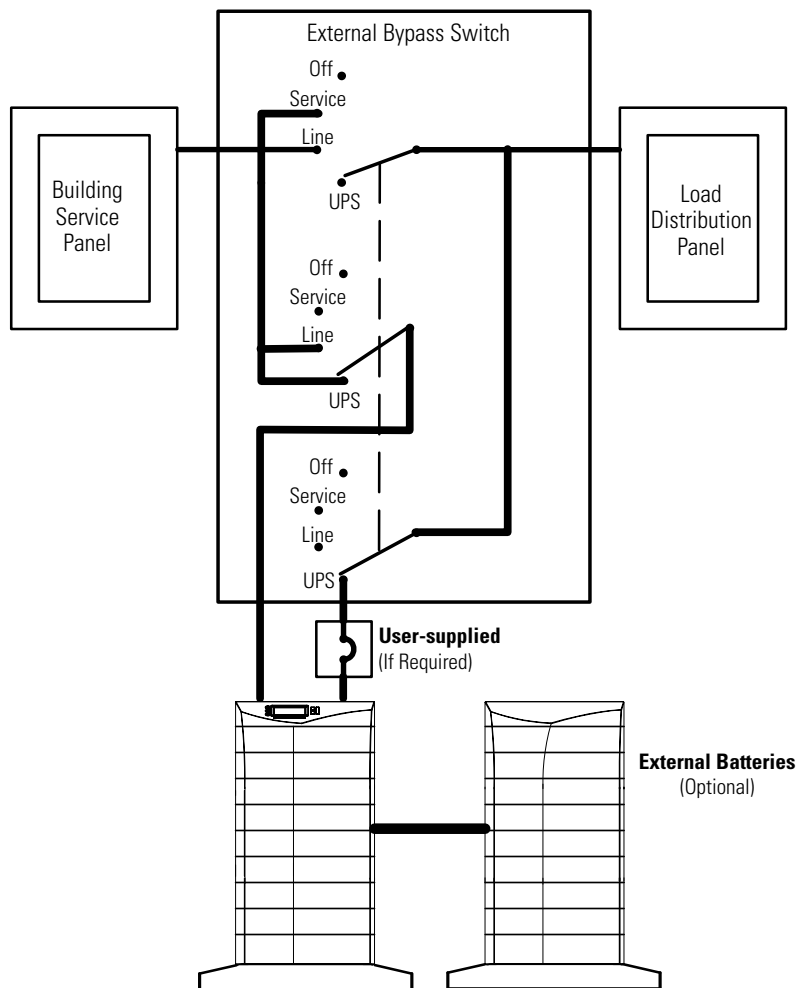 External Bypass Switch
Off
Service
Line
UPS
Building
Service
Panel
Load
Distribution
Panel
Off
Service
Line
UPS
Off
Service
Line
UPS
User-supplied
(If Required)
External Batteries
(Optional)